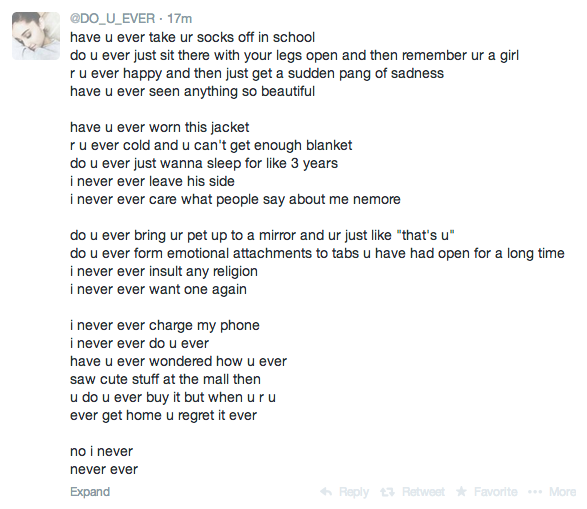 @DO_U_EVER · 17m
have u ever take ur socks off in school
do u ever just sit there with your legs open and then remember ur a girl
r u ever happy and then just get a sudden pang of sadness
have u ever seen anything so beautiful

have u ever worn this jacket
r u ever cold and u can't get enough blanket
do u ever just wanna sleep for like 3 years
i never ever leave his side
i never ever care what people say about me nemore

do u ever bring ur pet up to a mirror and ur just like "that's u"
do u ever form emotional attachments to tabs u have had open for a long time
i never ever insult any religion
i never ever want one again

i never ever charge my phone
i never ever do u ever
have u ever wondered how u ever
saw cute stuff at the mall then
u do u ever buy it but when u r u
ever get home u regret it ever

no i never
never ever
Expand Reply Retweet Favorite More